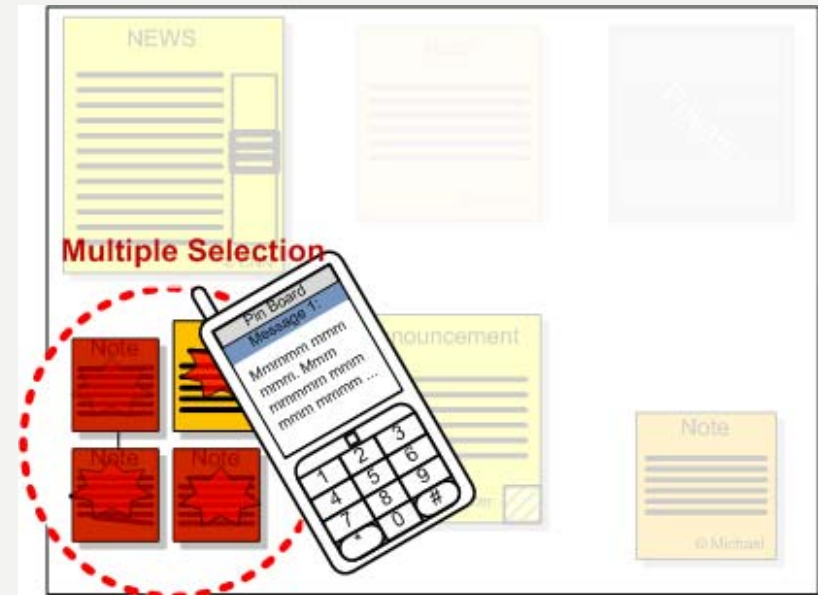 NEWS
Multiple Selection
Pin Board
Message 1:
Mmmmm mmm
mmm. Mmm
mmmmm mmm
mmm mmmm ...
Note
Note
Note
nouncement
1 2 3
4 5 6
7 8 9
* 0 #
Note
© Michael